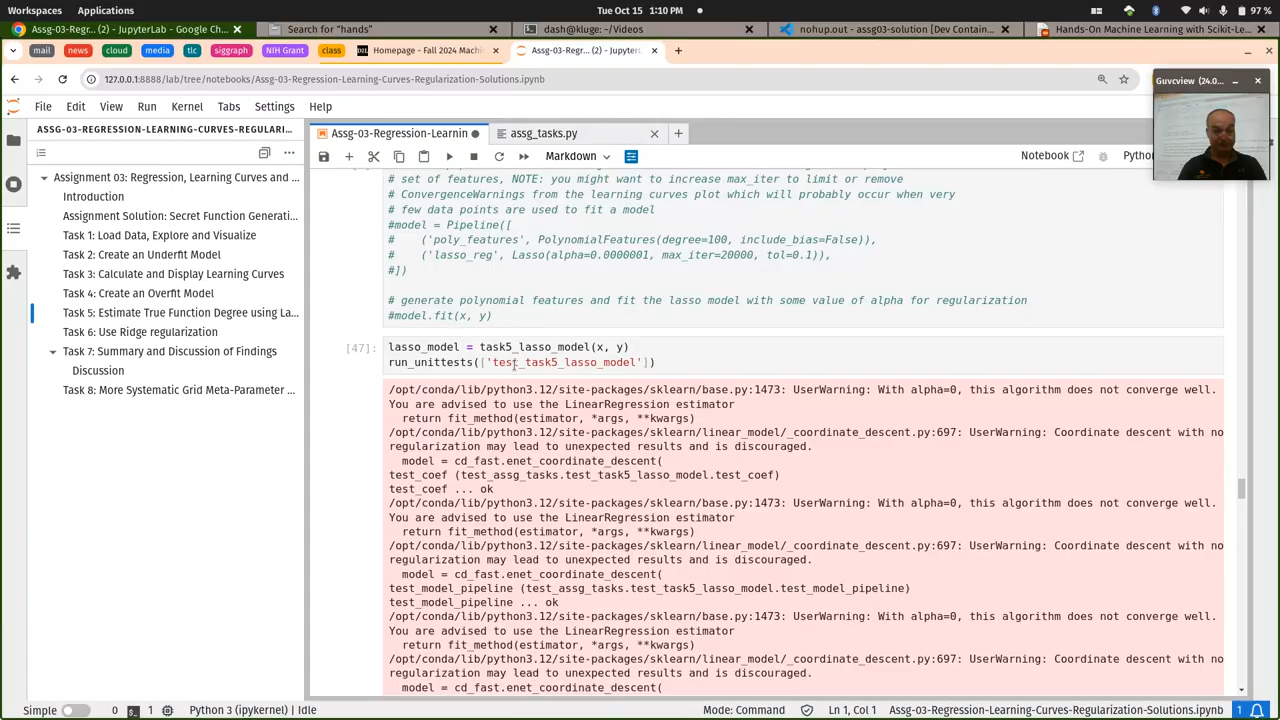 Workspaces Applications Tue Oct 15 1:10 PM 97 %
Assg-03-Regr... (2) - JupyterLab - Google Ch... Search for "hands" dash@kluge: ~/Videos nohup.out - assg03-solution [Dev Contain... Hands-On Machine Learning with Scikit-Le...
mail news cloud media tlc siggraph NIH Grant class Homepage - Fall 2024 Machi Assg-03-Regr... (2) - Jupyter
127.0.0.1:8888/lab/tree/notebooks/Assg-03-Regression-Learning-Curves-Regularization-Solutions.ipynb
Guvcview (24.0...
File Edit View Run Kernel Tabs Settings Help
ASSG-03-REGRESSION-LEARNING-CURVES-REGULARI...
Assg-03-Regression-Learnin assg_tasks.py
Markdown Notebook Python
Assignment 03: Regression, Learning Curves and ...
Introduction
Assignment Solution: Secret Function Generati...
Task 1: Load Data, Explore and Visualize
Task 2: Create an Underfit Model
Task 3: Calculate and Display Learning Curves
Task 4: Create an Overfit Model
Task 5: Estimate True Function Degree using La...
Task 6: Use Ridge regularization
Task 7: Summary and Discussion of Findings
Discussion
Task 8: More Systematic Grid Meta-Parameter ...
# set of features, NOTE: you might want to increase max_iter to limit or remove
# ConvergenceWarnings from the learning curves plot which will probably occur when very
# few data points are used to fit a model
#model = Pipeline([
#    ('poly_features', PolynomialFeatures(degree=100, include_bias=False)),
#    ('lasso_reg', Lasso(alpha=0.0000001, max_iter=20000, tol=0.1)),
#])
# generate polynomial features and fit the lasso model with some value of alpha for regularization
#model.fit(x, y)
[47]: lasso_model = task5_lasso_model(x, y)
run_unittests(['test_task5_lasso_model'])
/opt/conda/lib/python3.12/site-packages/sklearn/base.py:1473: UserWarning: With alpha=0, this algorithm does not converge well.
You are advised to use the LinearRegression estimator
return fit_method(estimator, *args, **kwargs)
/opt/conda/lib/python3.12/site-packages/sklearn/linear_model/_coordinate_descent.py:697: UserWarning: Coordinate descent with no
regularization may lead to unexpected results and is discouraged.
model = cd_fast.enet_coordinate_descent(
test_coef (test_assg_tasks.test_task5_lasso_model.test_coef)
test_coef ... ok
/opt/conda/lib/python3.12/site-packages/sklearn/base.py:1473: UserWarning: With alpha=0, this algorithm does not converge well.
You are advised to use the LinearRegression estimator
return fit_method(estimator, *args, **kwargs)
/opt/conda/lib/python3.12/site-packages/sklearn/linear_model/_coordinate_descent.py:697: UserWarning: Coordinate descent with no
regularization may lead to unexpected results and is discouraged.
model = cd_fast.enet_coordinate_descent(
test_model_pipeline (test_assg_tasks.test_task5_lasso_model.test_model_pipeline)
test_model_pipeline ... ok
/opt/conda/lib/python3.12/site-packages/sklearn/base.py:1473: UserWarning: With alpha=0, this algorithm does not converge well.
You are advised to use the LinearRegression estimator
return fit_method(estimator, *args, **kwargs)
/opt/conda/lib/python3.12/site-packages/sklearn/linear_model/_coordinate_descent.py:697: UserWarning: Coordinate descent with no
regularization may lead to unexpected results and is discouraged.
model = cd_fast.enet_coordinate_descent(
Simple 0 1 Python 3 (ipykernel) | Idle Mode: Command Ln 1, Col 1 Assg-03-Regression-Learning-Curves-Regularization-Solutions.ipynb 1